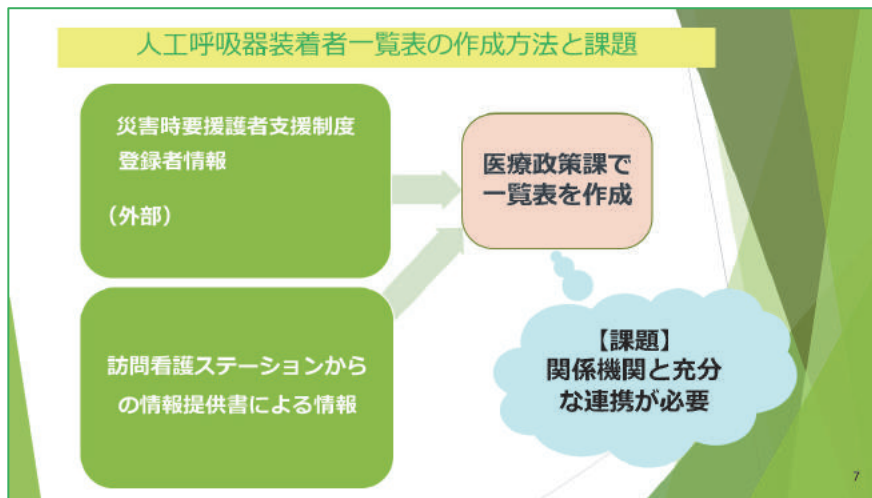 人工呼吸器装着者一覧表の作成方法と課題
災害時要援護者支援制度
登録者情報
（外部）
訪問看護ステーションから
の情報提供書による情報
医療政策課で
一覧表を作成
【課題】
関係機関と充分
な連携が必要
7